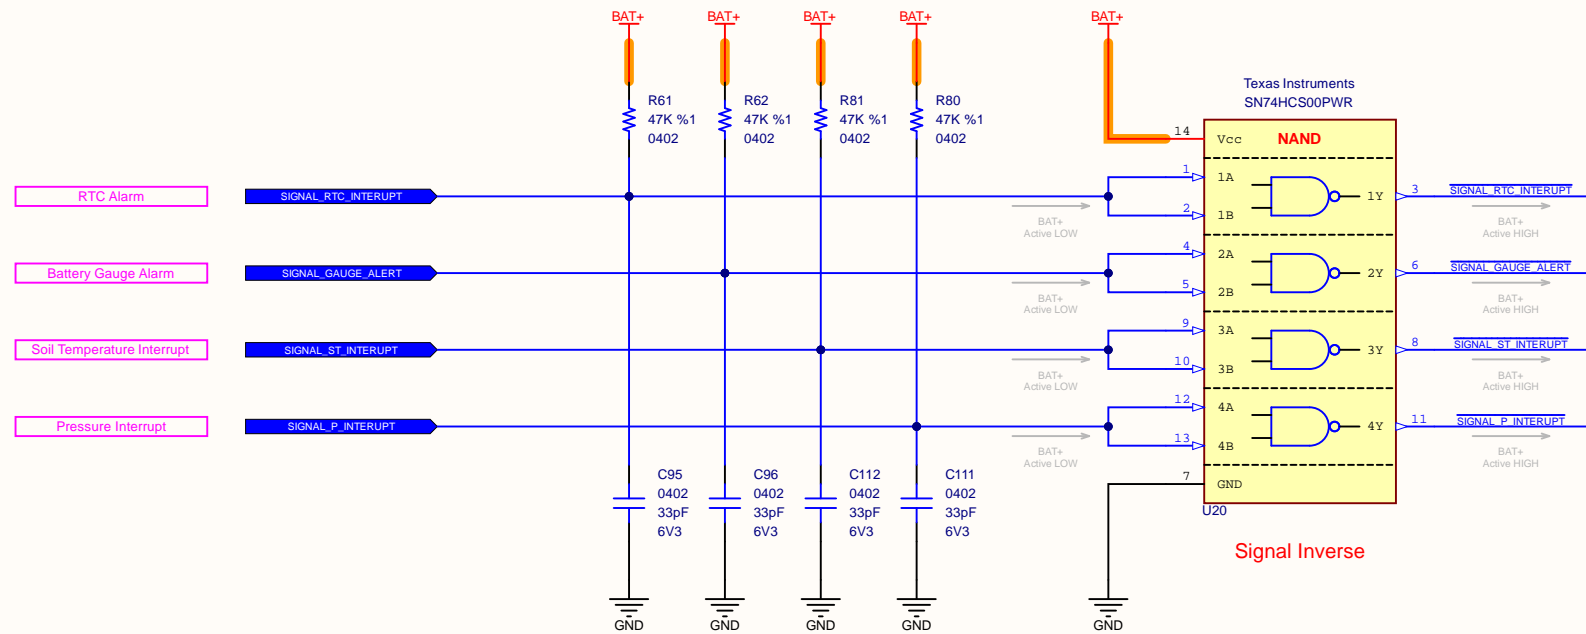 BAT+ BAT+ BAT+ BAT+ BAT+
Texas Instruments
SN74HCS00PWR
R61
47K %1
0402
R62
47K %1
0402
R81
47K %1
0402
R80
47K %1
0402
14 Vcc NAND
RTC Alarm
SIGNAL_RTC_INTERUPT
BAT+
Active LOW
1 1A
2 1B
1Y 3
SIGNAL_RTC_INTERUPT
BAT+
Active HIGH
Battery Gauge Alarm
SIGNAL_GAUGE_ALERT
BAT+
Active LOW
4 2A
5 2B
2Y 6
SIGNAL_GAUGE_ALERT
BAT+
Active HIGH
Soil Temperature Interrupt
SIGNAL_ST_INTERUPT
BAT+
Active LOW
9 3A
10 3B
3Y 8
SIGNAL_ST_INTERUPT
BAT+
Active HIGH
Pressure Interrupt
SIGNAL_P_INTERUPT
BAT+
Active LOW
12 4A
13 4B
4Y 11
SIGNAL_P_INTERUPT
BAT+
Active HIGH
C95
0402
33pF
6V3
C96
0402
33pF
6V3
C112
0402
33pF
6V3
C111
0402
33pF
6V3
7 GND
U20
Signal Inverse
GND GND GND GND GND